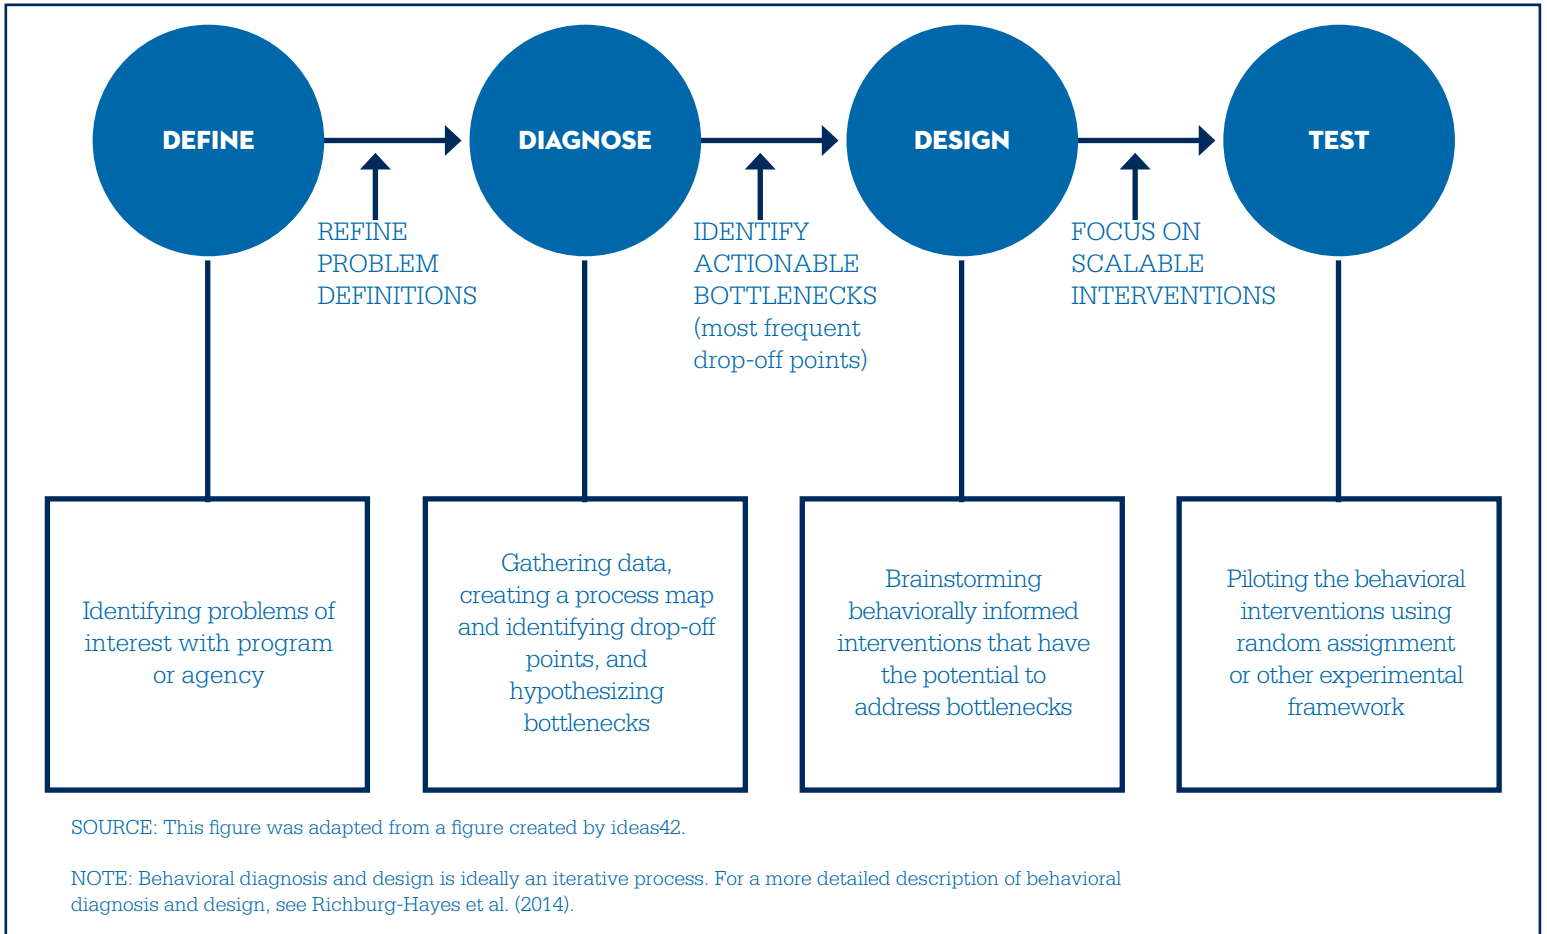 DEFINE
DIAGNOSE
DESIGN
TEST
REFINE
PROBLEM
DEFINITIONS
IDENTIFY
ACTIONABLE
BOTTLENECKS
(most frequent
drop-off points)
FOCUS ON
SCALABLE
INTERVENTIONS
Identifying problems of
interest with program
or agency
Gathering data,
creating a process map
and identifying drop-off
points, and
hypothesizing
bottlenecks
Brainstorming
behaviorally informed
interventions that have
the potential to
address bottlenecks
Piloting the behavioral
interventions using
random assignment
or other experimental
framework
SOURCE: This figure was adapted from a figure created by ideas42.
NOTE: Behavioral diagnosis and design is ideally an iterative process. For a more detailed description of behavioral
diagnosis and design, see Richburg-Hayes et al. (2014).